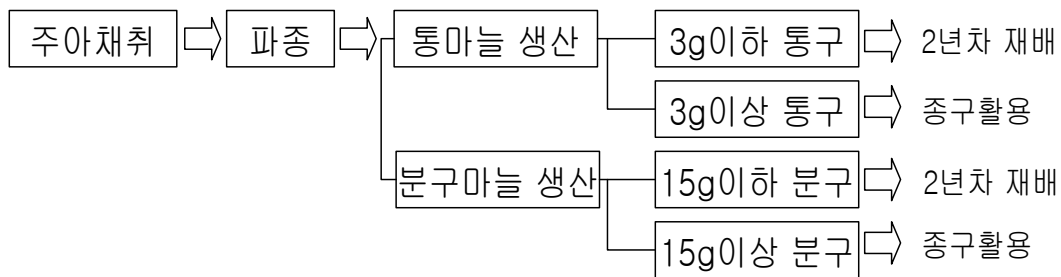 주아채취
파종
통마늘 생산
3g이하 통구
2년차 재배
3g이상 통구
종구활용
분구마늘 생산
15g이하 분구
2년차 재배
15g이상 분구
종구활용